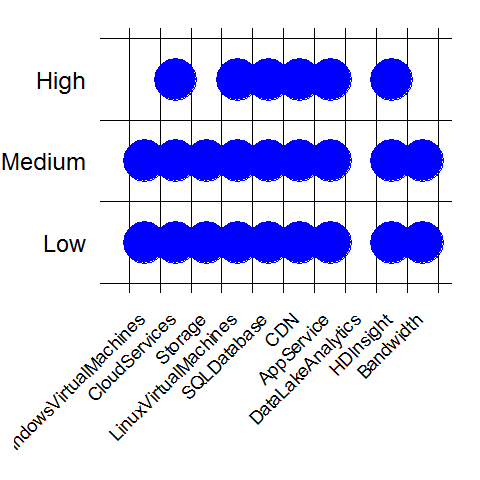 High
Medium
Low
ndowsVirtualMachines
CloudServices
Storage
LinuxVirtualMachines
SQLDatabase
CDN
AppService
DataLakeAnalytics
HDInsight
Bandwidth